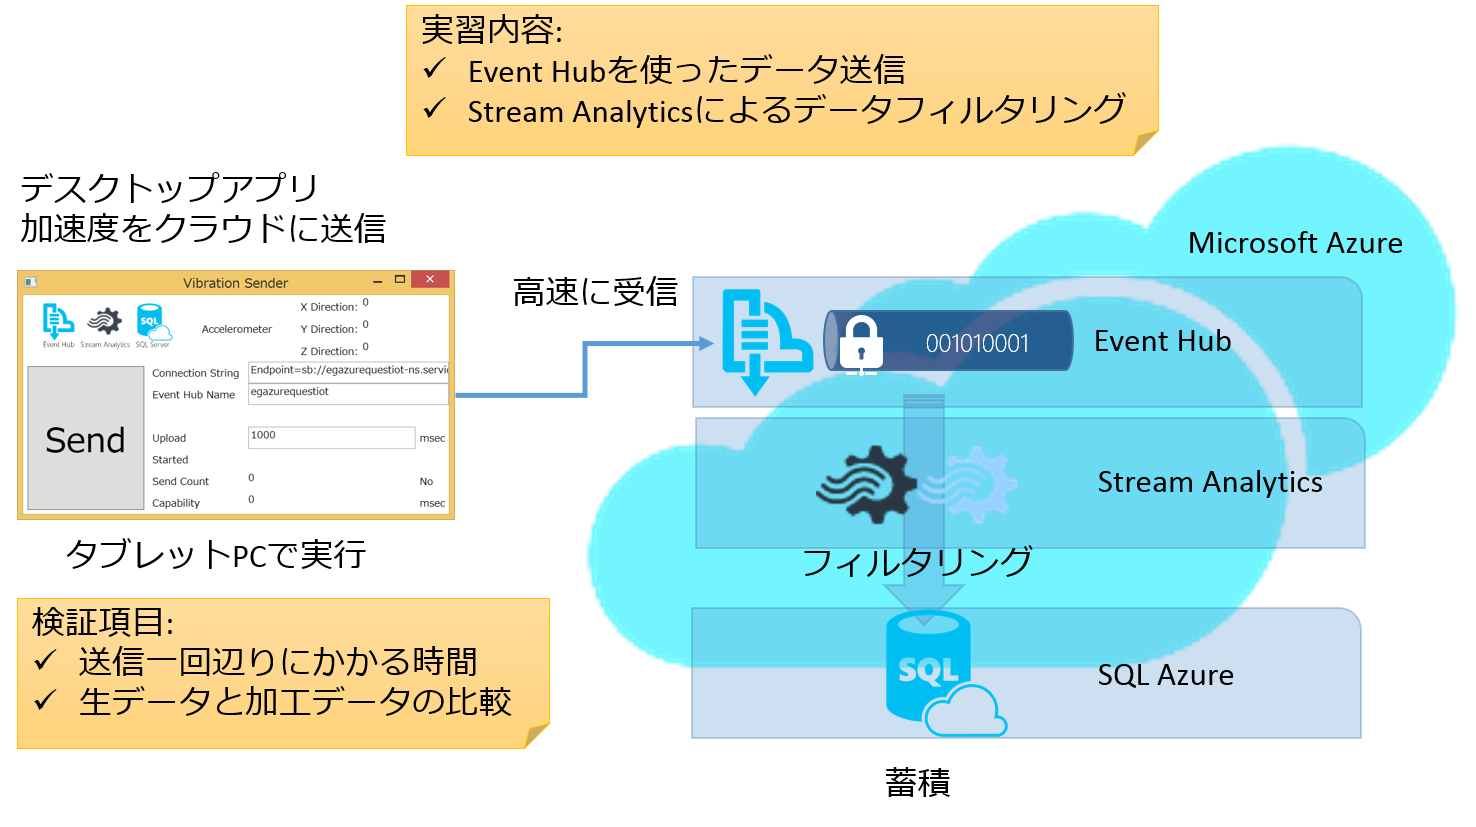 実習内容:
✓ Event Hubを使ったデータ送信
✓ Stream Analyticsによるデータフィルタリング
デスクトップアプリ
加速度をクラウドに送信
Vibration Sender
Event Hub Stream Analytics SQL Server
Accelerometer
X Direction: 0
Y Direction: 0
Z Direction: 0
Connection String Endpoint=sb://egazurequestiot-ns.servic
Event Hub Name egazurequestiot
Send
Upload 1000 msec
Started
Send Count 0 No
Capability 0 msec
タブレットPCで実行
検証項目:
✓ 送信一回辺りにかかる時間
✓ 生データと加工データの比較
高速に受信
Microsoft Azure
001010001
Event Hub
Stream Analytics
フィルタリング
SQL
SQL Azure
蓄積